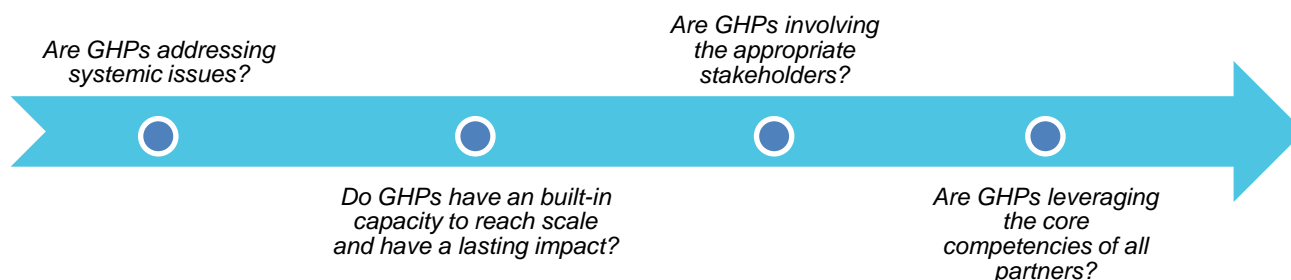 Are GHPs addressing
systemic issues?
Do GHPs have an built-in
capacity to reach scale
and have a lasting impact?
Are GHPs involving
the appropriate
stakeholders?
Are GHPs leveraging
the core
competencies of all
partners?